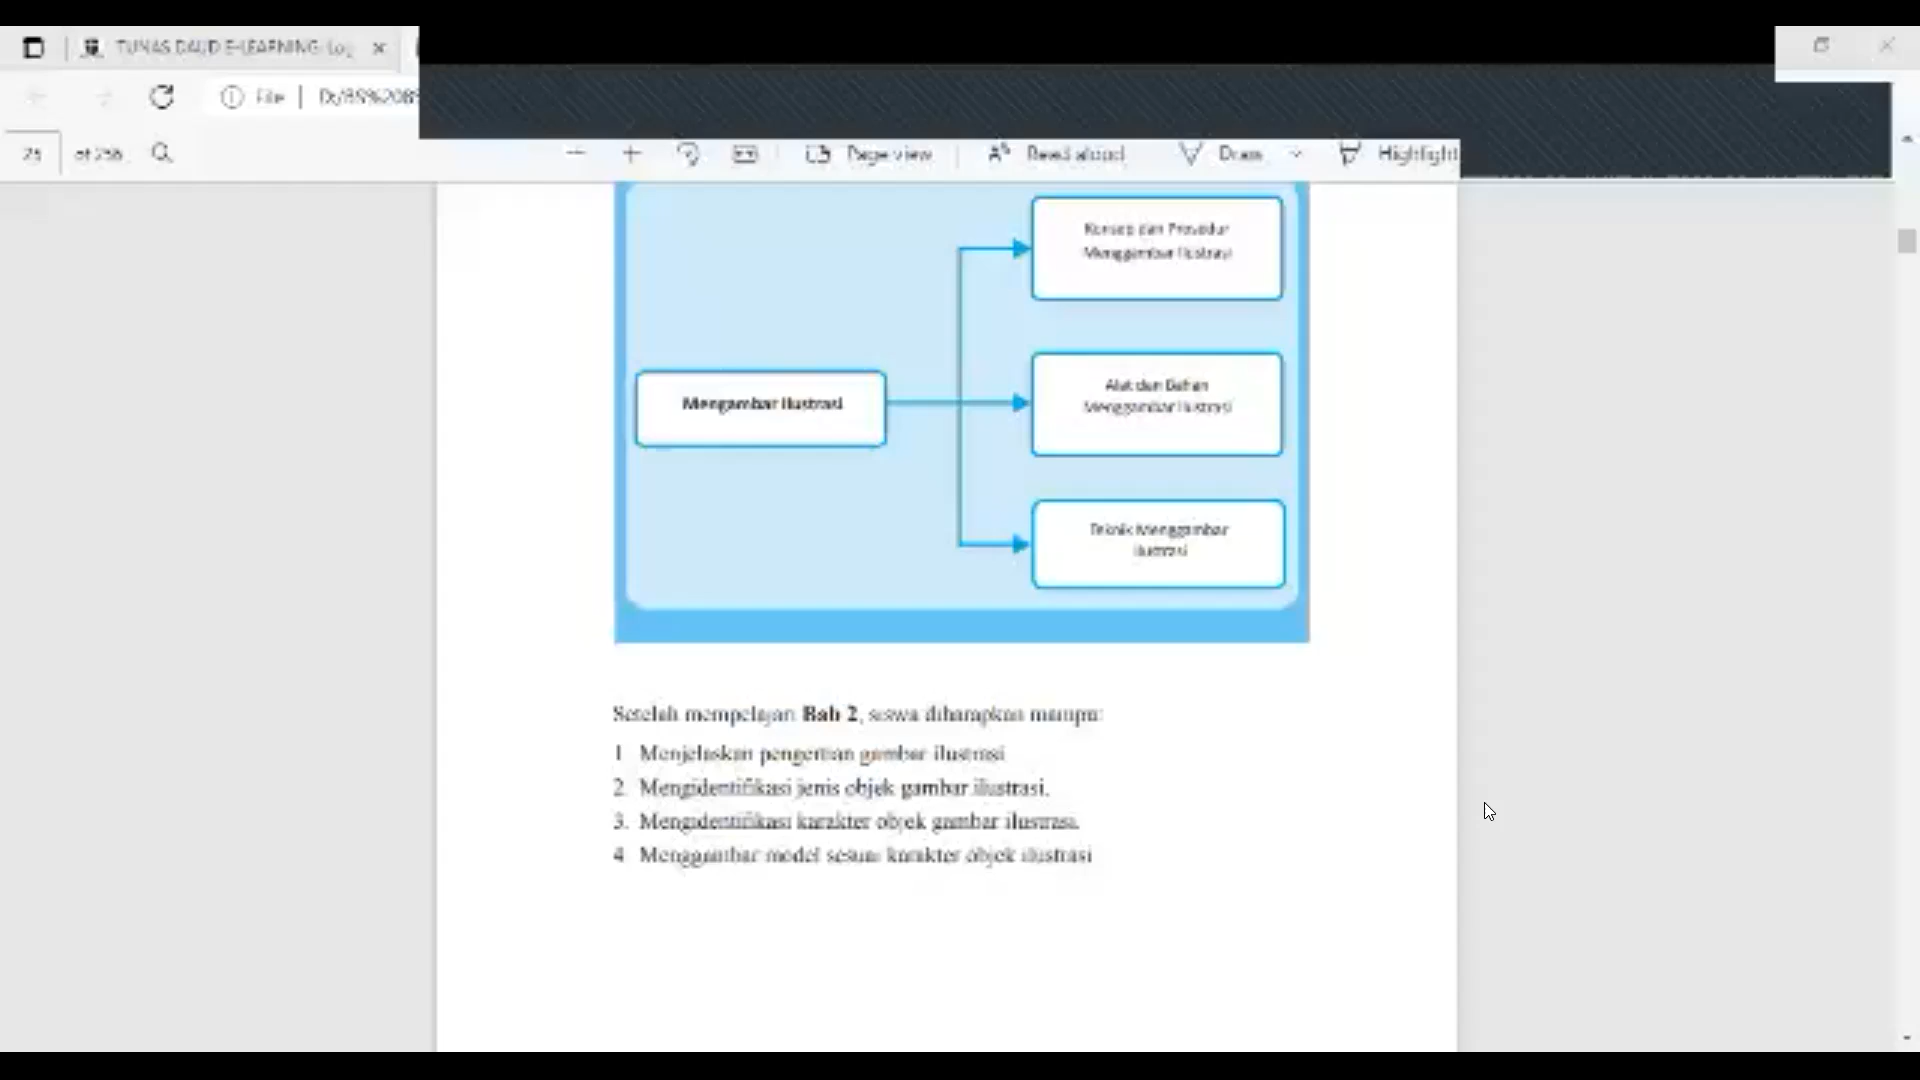 TUNAS DAUD E-LEARNING: Log
File
25
of 256
Page view
Read aloud
Draw
Highlight
Konsep dan Prosedur
Menggambar Ilustrasi
Mengambar Ilustrasi
Alat dan Bahan
Menggambar Ilustrasi
Teknik Menggambar
Ilustrasi
Setelah mempelajari Bab 2, siswa diharapkan mampu:
1. Menjelaskan pengertian gambar ilustrasi
2. Mengidentifikasi jenis objek gambar ilustrasi.
3. Mengidentifikasi karakter objek gambar ilustrasi.
4. Menggambar model sesuai karakter objek ilustrasi